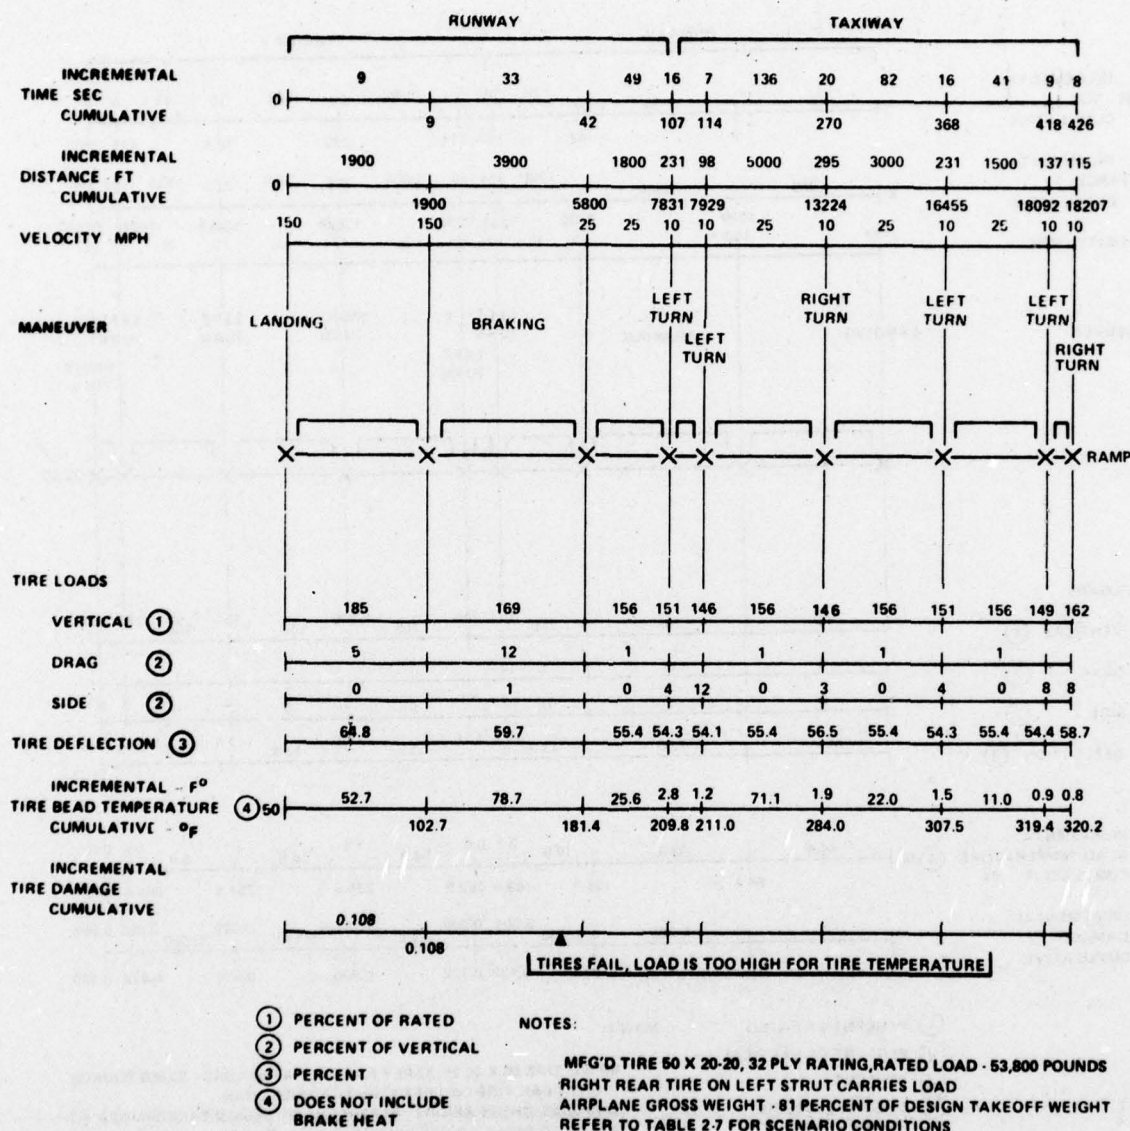 RUNWAY TAXIWAY
INCREMENTAL 9 33 49 16 7 136 20 82 16 41 9 8
TIME SEC 0
CUMULATIVE 9 42 107 114 270 368 418 426
INCREMENTAL 1900 3900 1800 231 98 5000 295 3000 231 1500 137 115
DISTANCE FT 0
CUMULATIVE 1900 5800 7831 7929 13224 16455 18092 18207
VELOCITY MPH 150 150 25 25 10 10 25 10 25 10 25 10 10
MANEUVER LANDING BRAKING LEFT TURN LEFT TURN RIGHT TURN LEFT TURN LEFT TURN RIGHT TURN
RAMP
TIRE LOADS
VERTICAL 1 185 169 156 151 146 156 146 156 151 156 149 162
DRAG 2 5 12 1 1 1 1
SIDE 2 0 1 0 4 12 0 3 0 4 0 8 8
TIRE DEFLECTION 3 64.8 59.7 55.4 54.3 54.1 55.4 56.5 55.4 54.3 55.4 54.4 58.7
INCREMENTAL - F° 52.7 78.7 25.6 2.8 1.2 71.1 1.9 22.0 1.5 11.0 0.9 0.8
TIRE BEAD TEMPERATURE 4 50
CUMULATIVE - °F 102.7 181.4 209.8 211.0 284.0 307.5 319.4 320.2
INCREMENTAL 0.108
TIRE DAMAGE
CUMULATIVE 0.108
TIRES FAIL, LOAD IS TOO HIGH FOR TIRE TEMPERATURE
1 PERCENT OF RATED
2 PERCENT OF VERTICAL
3 PERCENT
4 DOES NOT INCLUDE
BRAKE HEAT
NOTES:
MFG'D TIRE 50 X 20-20, 32 PLY RATING, RATED LOAD - 53,800 POUNDS
RIGHT REAR TIRE ON LEFT STRUT CARRIES LOAD
AIRPLANE GROSS WEIGHT - 81 PERCENT OF DESIGN TAKEOFF WEIGHT
REFER TO TABLE 2-7 FOR SCENARIO CONDITIONS